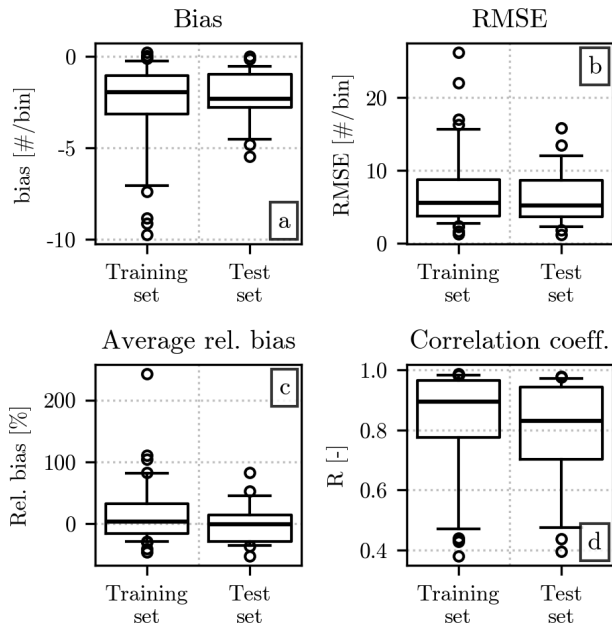 Bias
bias [#/bin]
0
-5
-10
a
Training
set
Test
set
RMSE
RMSE [#/bin]
20
10
0
b
Training
set
Test
set
Average rel. bias
Rel. bias [%]
200
100
0
c
Training
set
Test
set
Correlation coeff.
R [-]
1.0
0.8
0.6
0.4
d
Training
set
Test
set